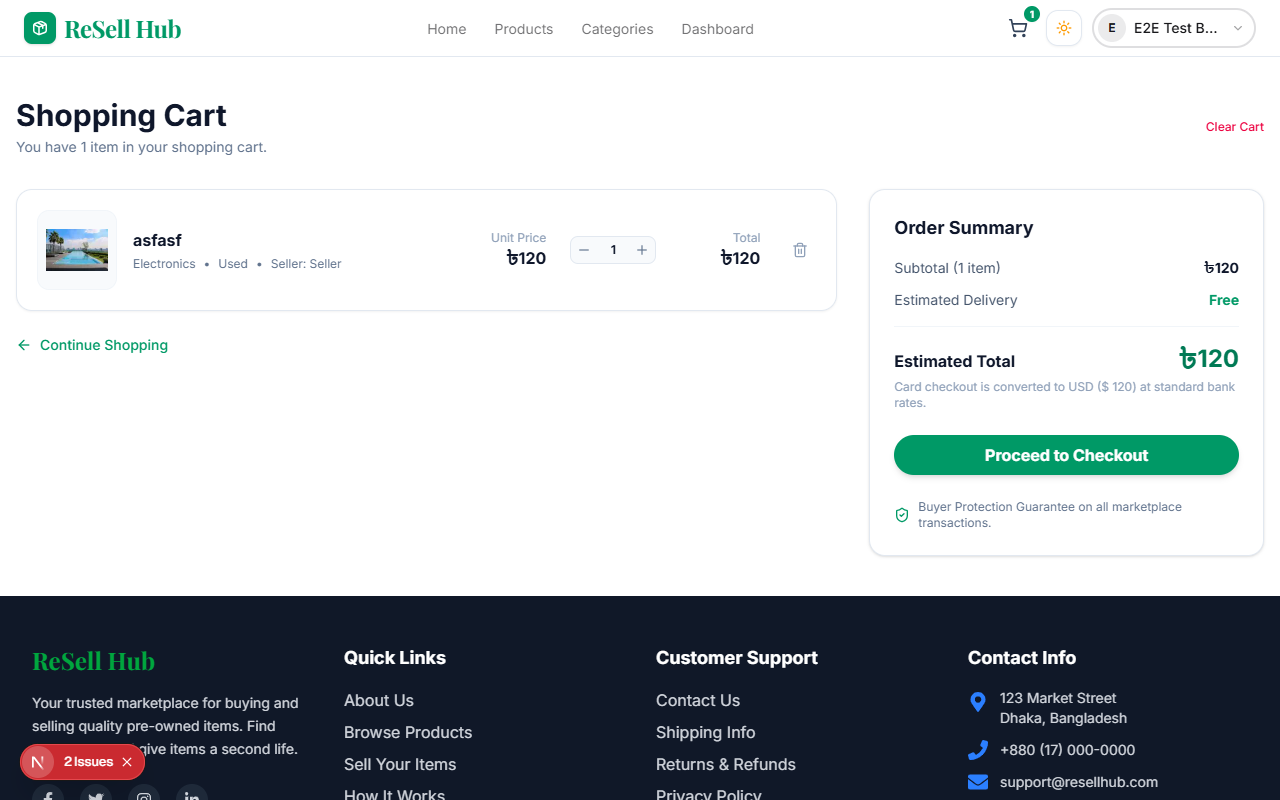 ReSell Hub
Home
Products
Categories
Dashboard
1
E
E2E Test B...
Shopping Cart
You have 1 item in your shopping cart.
Clear Cart
asfasf
Electronics • Used • Seller: Seller
Unit Price
৳120
1
Total
৳120
Continue Shopping
Order Summary
Subtotal (1 item)
৳120
Estimated Delivery
Free
Estimated Total
৳120
Card checkout is converted to USD ($ 120) at standard bank
rates.
Proceed to Checkout
Buyer Protection Guarantee on all marketplace
transactions.
ReSell Hub
Your trusted marketplace for buying and
selling quality pre-owned items. Find
give items a second life.
N
2 Issues
Quick Links
About Us
Browse Products
Sell Your Items
How It Works
Customer Support
Contact Us
Shipping Info
Returns & Refunds
Privacy Policy
Contact Info
123 Market Street
Dhaka, Bangladesh
+880 (17) 000-0000
support@resellhub.com